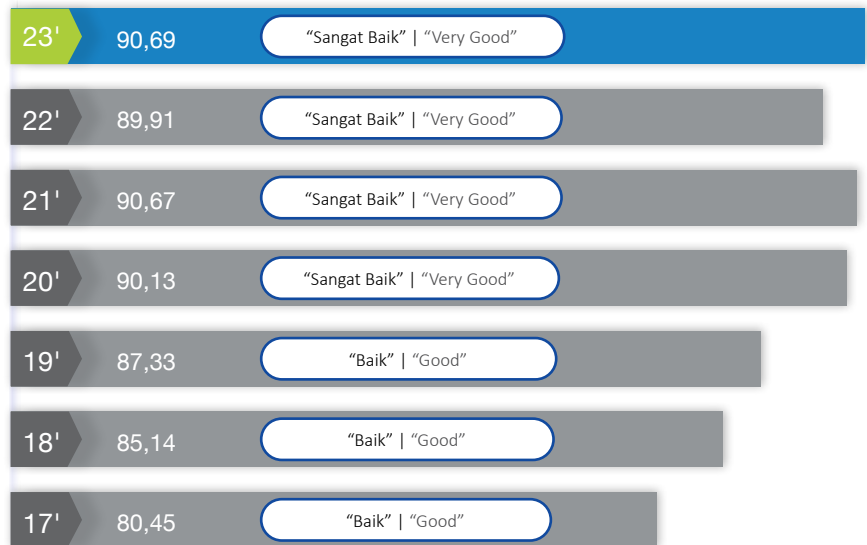 23' 90,69 “Sangat Baik” | “Very Good”
22' 89,91 “Sangat Baik” | “Very Good”
21' 90,67 “Sangat Baik” | “Very Good”
20' 90,13 “Sangat Baik” | “Very Good”
19' 87,33 “Baik” | “Good”
18' 85,14 “Baik” | “Good”
17' 80,45 “Baik” | “Good”